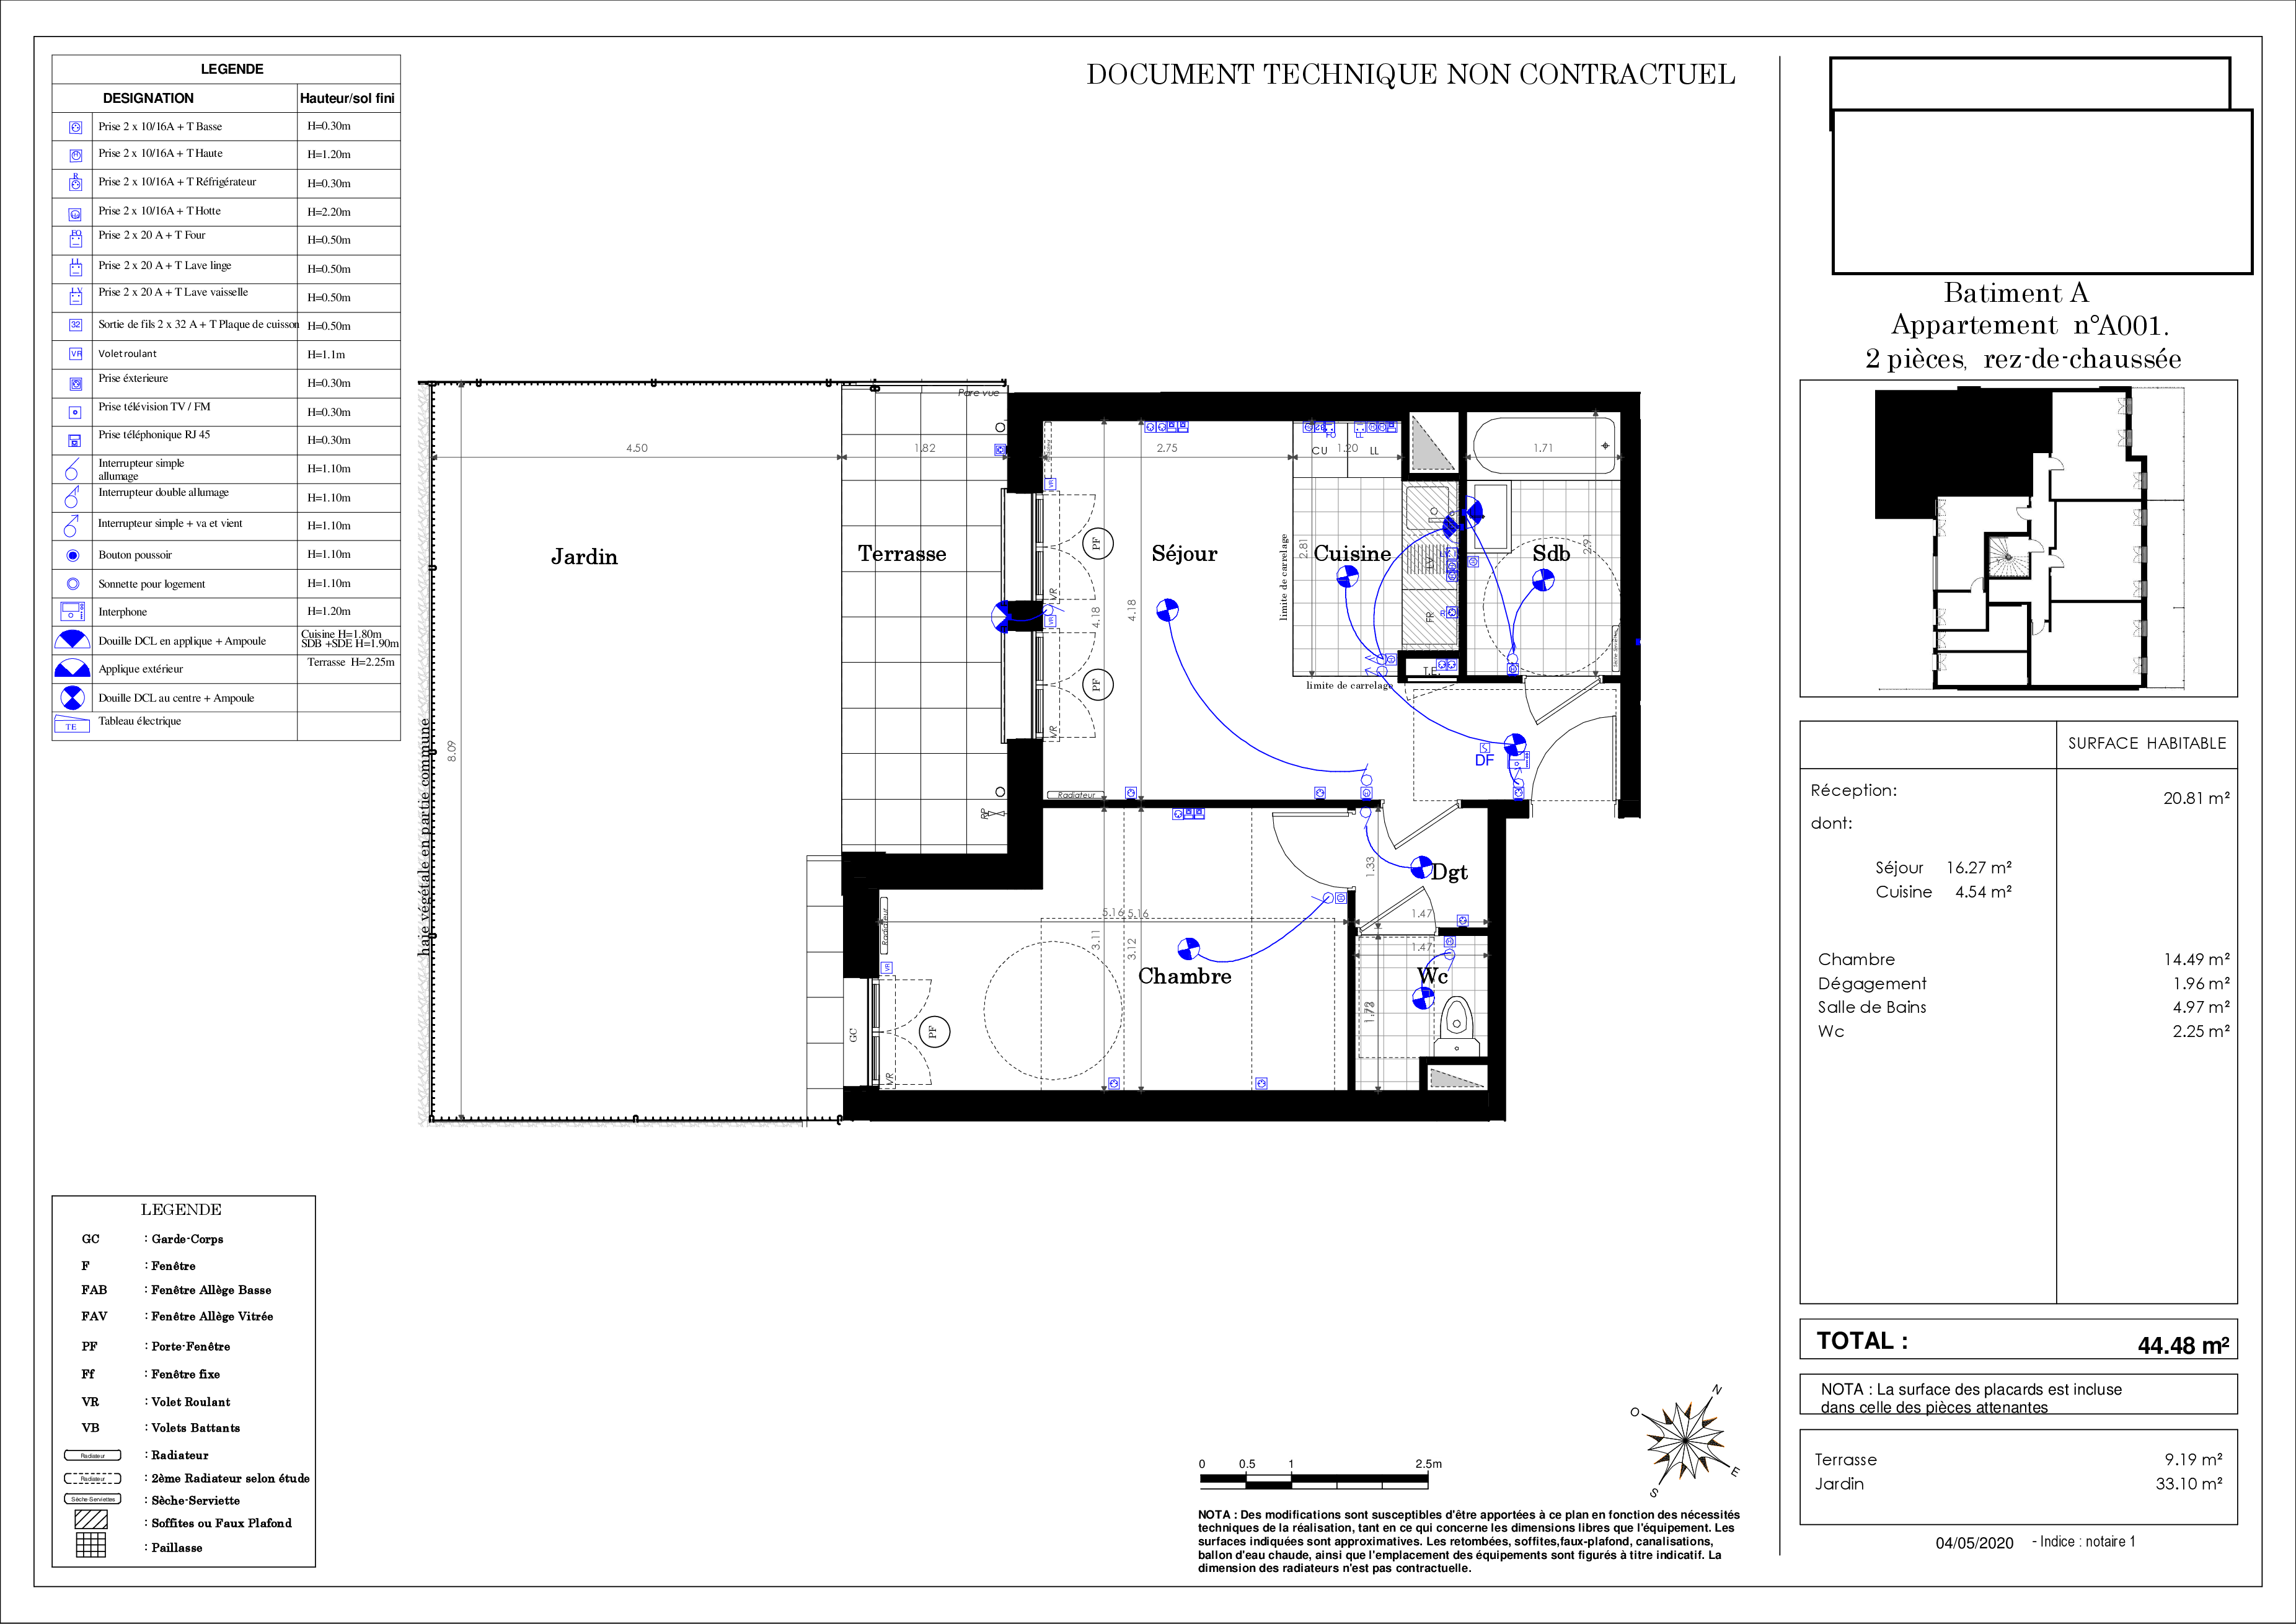 DOCUMENT TECHNIQUE NON CONTRACTUEL
LEGENDE
DESIGNATION Hauteur/sol fini
Prise 2 x 10/16A + T Basse H=0.30m
Prise 2 x 10/16A + T Haute H=1.20m
R
Prise 2 x 10/16A + T Réfrigérateur H=0.30m
Prise 2 x 10/16A + T Hotte H=2.20m
FO
Prise 2 x 20 A + T Four H=0.50m
LL
Prise 2 x 20 A + T Lave linge H=0.50m
LV
Prise 2 x 20 A + T Lave vaisselle H=0.50m
32 Sortie de fils 2 x 32 A + T Plaque de cuisson H=0.50m
VR Volet roulant H=1.1m
Prise éxterieure H=0.30m
Prise télévision TV / FM H=0.30m
Prise téléphonique RJ 45 H=0.30m
Interrupteur simple
allumage H=1.10m
Interrupteur double allumage H=1.10m
Interrupteur simple + va et vient H=1.10m
Bouton poussoir H=1.10m
Sonnette pour logement H=1.10m
Interphone H=1.20m
Douille DCL en applique + Ampoule Cuisine H=1.80m
SDB +SDE H=1.90m
Applique extérieur Terrasse H=2.25m
Douille DCL au centre + Ampoule
TE Tableau électrique
Pare vue
4.50
1.82
2.75
1.20
1.71
CU
LL
FO
VR
Jardin
Terrasse
Séjour
Cuisine
Sdb
PF
PF
VR
VR
VR
4.18
4.18
2.81
2.91
limite de carrelage
limite de carrelage
LV
FR
T.E.
Sèche-Serviettes
DF
8.09
haie végétale en partie commune
Radiateur
RP
Dgt
1.33
1.47
1.47
5.16
5.16
3.11
3.12
Radiateur
VR
Chambre
Wc
1.73
GC
PF
VR
LEGENDE
GC : Garde-Corps
F : Fenêtre
FAB : Fenêtre Allège Basse
FAV : Fenêtre Allège Vitrée
PF : Porte-Fenêtre
Ff : Fenêtre fixe
VR : Volet Roulant
VB : Volets Battants
Radiateur : Radiateur
Radiateur : 2ème Radiateur selon étude
Sèche-Serviettes : Sèche-Serviette
: Soffites ou Faux Plafond
: Paillasse
0 0.5 1 2.5m
N
O
E
S
NOTA : Des modifications sont susceptibles d'être apportées à ce plan en fonction des nécessités
techniques de la réalisation, tant en ce qui concerne les dimensions libres que l'équipement. Les
surfaces indiquées sont approximatives. Les retombées, soffites,faux-plafond, canalisations,
ballon d'eau chaude, ainsi que l'emplacement des équipements sont figurés à titre indicatif. La
dimension des radiateurs n'est pas contractuelle.
Batiment A
Appartement n°A001.
2 pièces, rez-de-chaussée
SURFACE HABITABLE
Réception: 20.81 m²
dont:
Séjour 16.27 m²
Cuisine 4.54 m²
Chambre 14.49 m²
Dégagement 1.96 m²
Salle de Bains 4.97 m²
Wc 2.25 m²
TOTAL : 44.48 m²
NOTA : La surface des placards est incluse
dans celle des pièces attenantes
Terrasse 9.19 m²
Jardin 33.10 m²
04/05/2020 - Indice : notaire 1